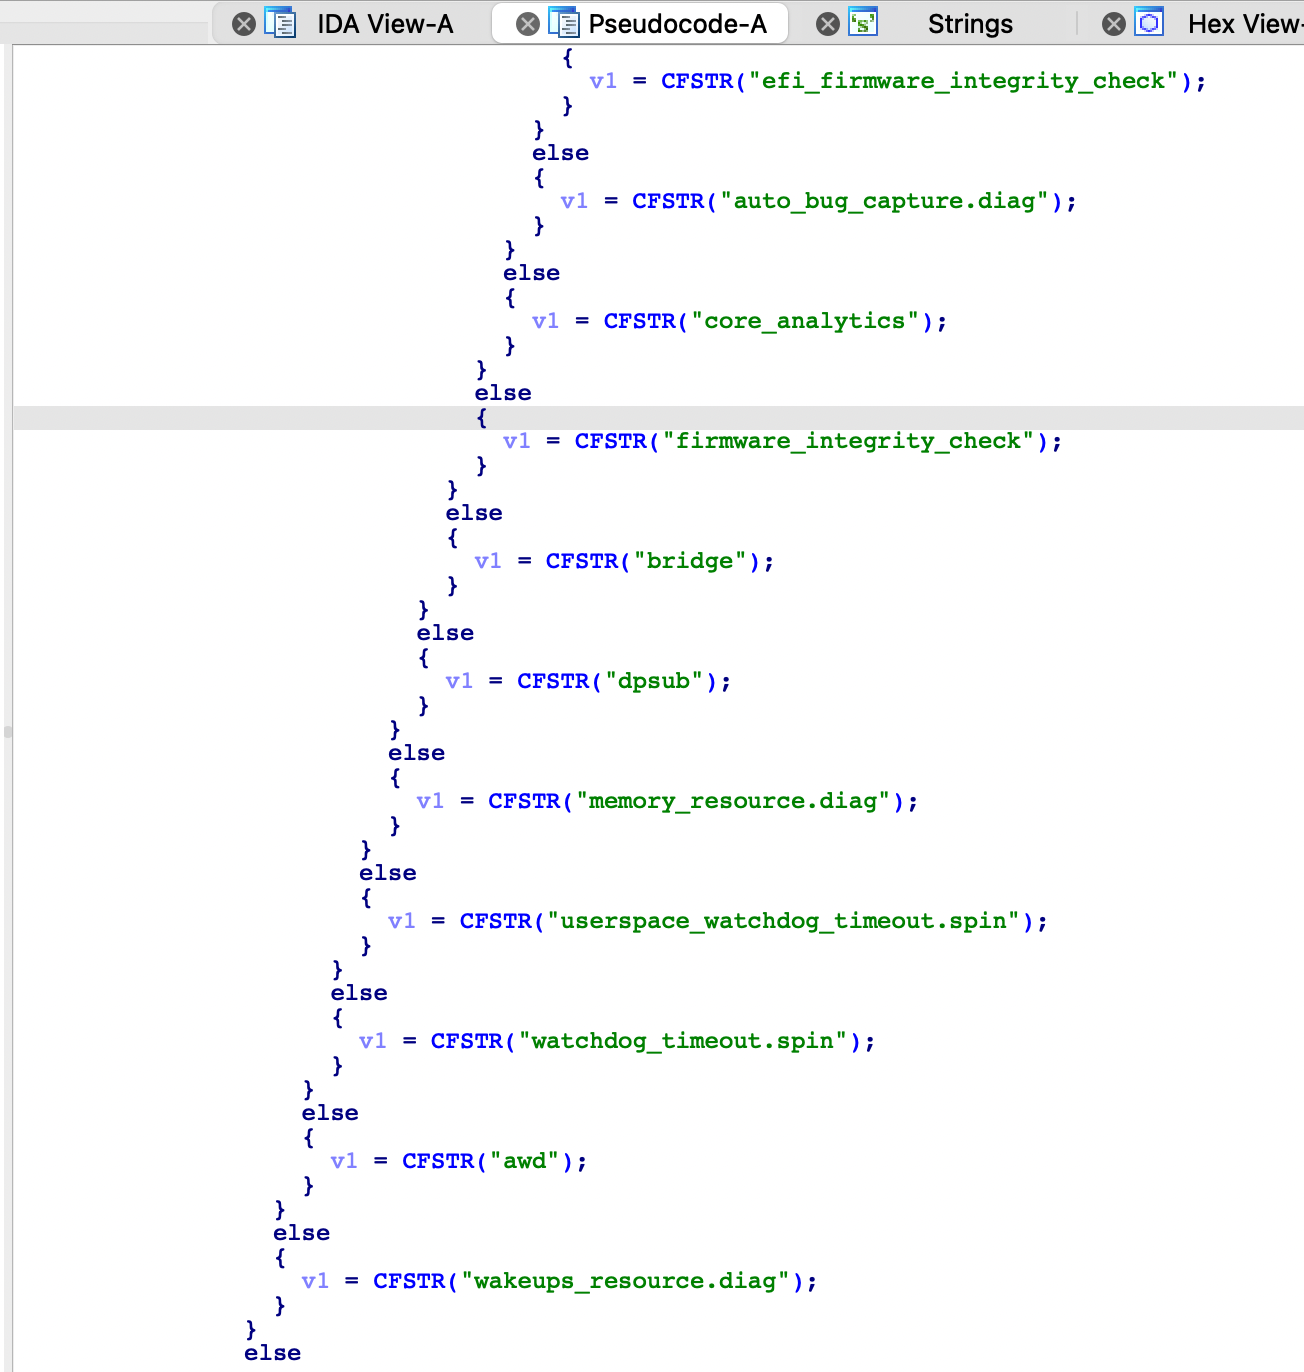 IDA View-A Pseudocode-A Strings Hex View-
{
v1 = CFSTR("efi_firmware_integrity_check");
}
}
else
{
v1 = CFSTR("auto_bug_capture.diag");
}
}
else
{
v1 = CFSTR("core_analytics");
}
}
else
{
v1 = CFSTR("firmware_integrity_check");
}
}
else
{
v1 = CFSTR("bridge");
}
}
else
{
v1 = CFSTR("dpsub");
}
}
else
{
v1 = CFSTR("memory_resource.diag");
}
}
else
{
v1 = CFSTR("userspace_watchdog_timeout.spin");
}
}
else
{
v1 = CFSTR("watchdog_timeout.spin");
}
}
else
{
v1 = CFSTR("awd");
}
}
else
{
v1 = CFSTR("wakeups_resource.diag");
}
}
else